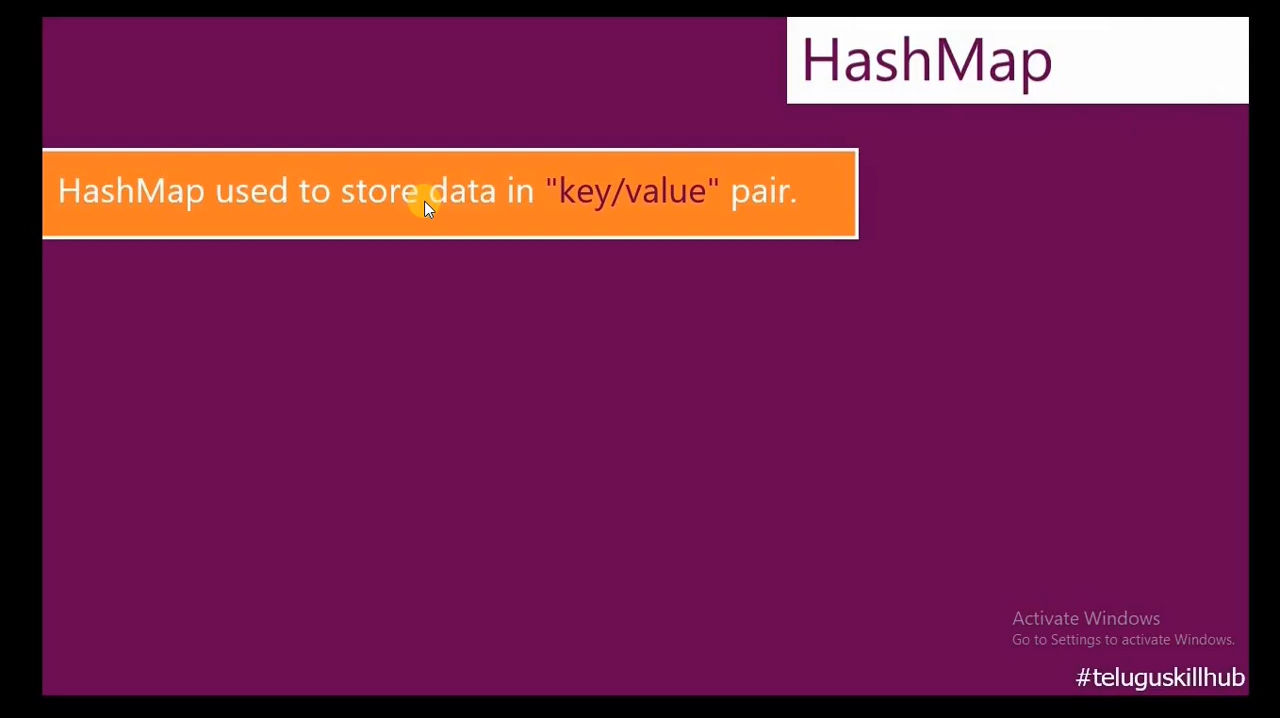 HashMap
HashMap used to store data in "key/value" pair.
Activate Windows
Go to Settings to activate Windows.
#teluguskillhub